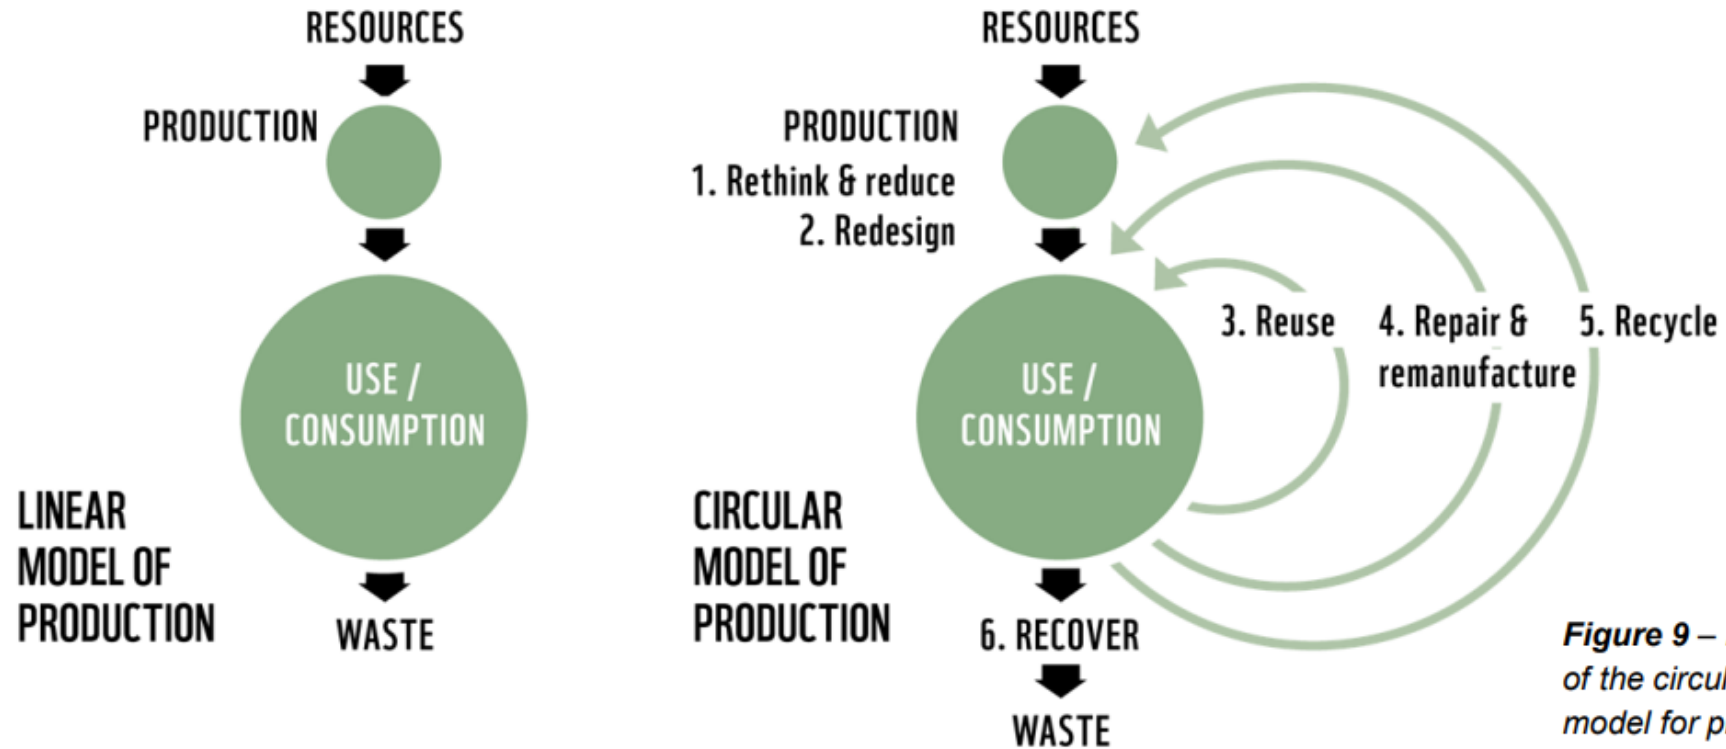 RESOURCES
PRODUCTION
USE /
CONSUMPTION
LINEAR
MODEL OF
PRODUCTION
WASTE
RESOURCES
PRODUCTION
1. Rethink & reduce
2. Redesign
3. Reuse
4. Repair &
remanufacture
5. Recycle
USE /
CONSUMPTION
CIRCULAR
MODEL OF
PRODUCTION
6. RECOVER
WASTE
Figure 9 –
of the
model for